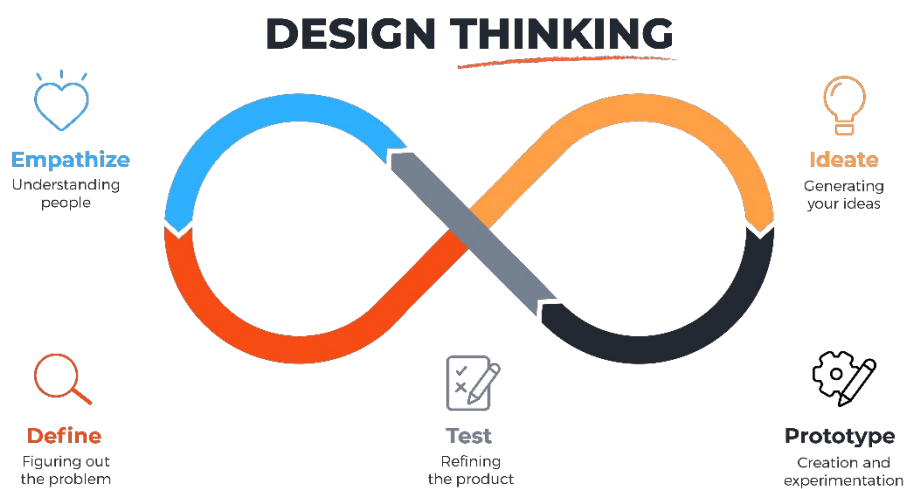 DESIGN THINKING
Empathize
Understanding
people
Ideate
Generating
your ideas
Define
Figuring out
the problem
Test
Refining
the product
Prototype
Creation and
experimentation